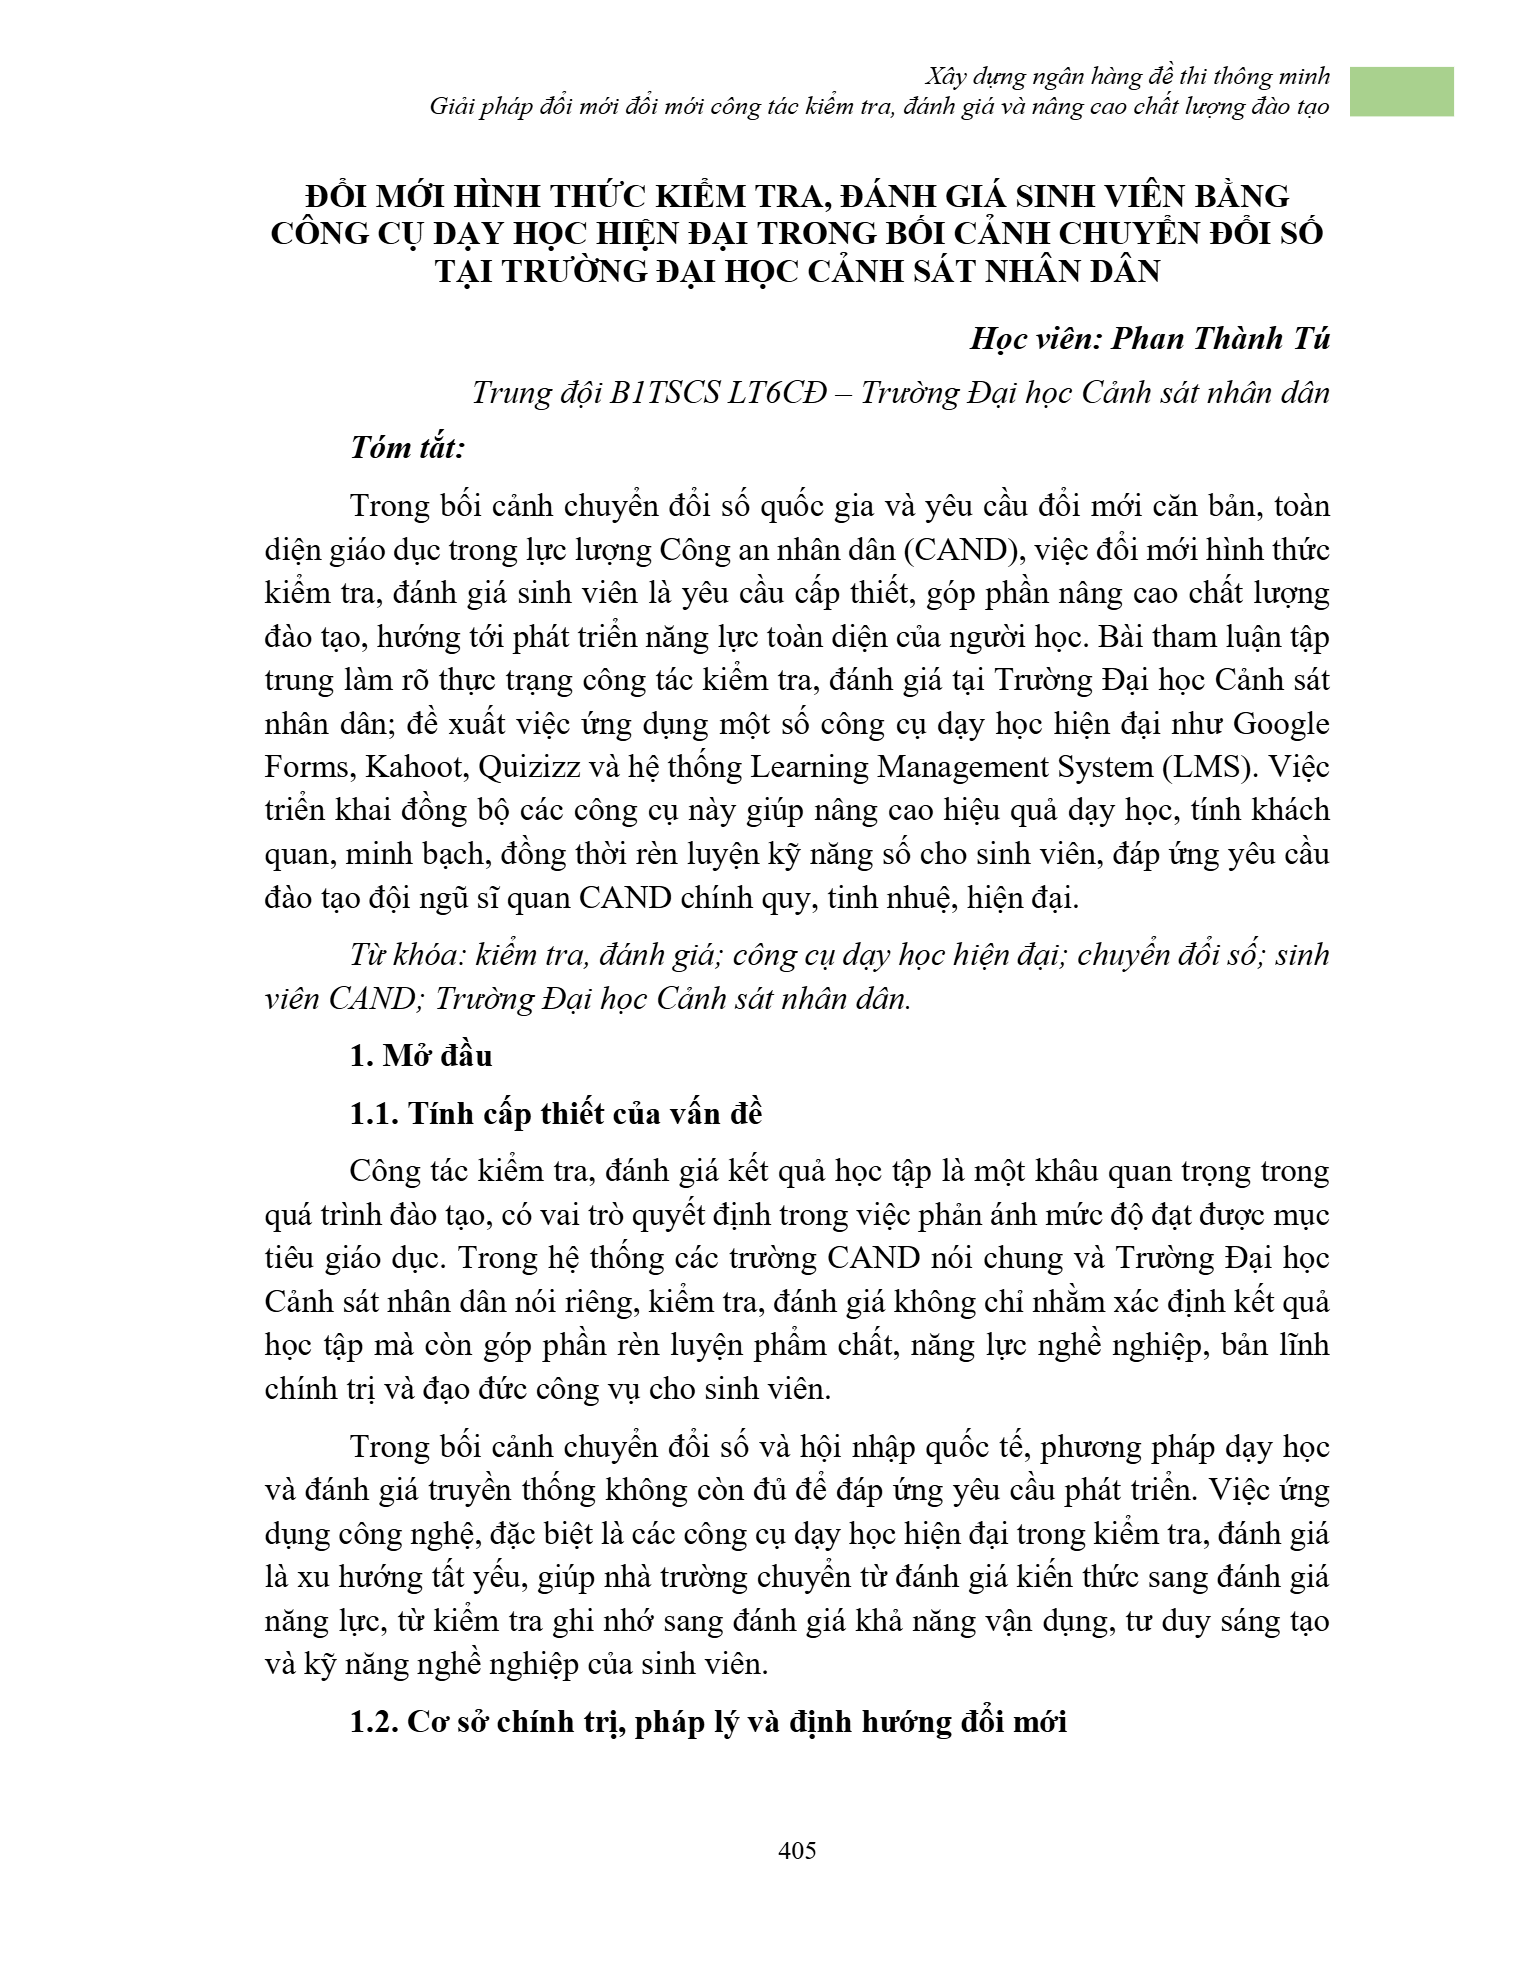 Xây dựng ngân hàng đề thi thông minh
Giải pháp đổi mới đổi mới công tác kiểm tra, đánh giá và nâng cao chất lượng đào tạo
ĐỔI MỚI HÌNH THỨC KIỂM TRA, ĐÁNH GIÁ SINH VIÊN BẰNG
CÔNG CỤ DẠY HỌC HIỆN ĐẠI TRONG BỐI CẢNH CHUYỂN ĐỔI SỐ
TẠI TRƯỜNG ĐẠI HỌC CẢNH SÁT NHÂN DÂN
Học viên: Phan Thành Tú
Trung đội B1TSCS LT6CĐ – Trường Đại học Cảnh sát nhân dân
Tóm tắt:
Trong bối cảnh chuyển đổi số quốc gia và yêu cầu đổi mới căn bản, toàn
diện giáo dục trong lực lượng Công an nhân dân (CAND), việc đổi mới hình thức
kiểm tra, đánh giá sinh viên là yêu cầu cấp thiết, góp phần nâng cao chất lượng
đào tạo, hướng tới phát triển năng lực toàn diện của người học. Bài tham luận tập
trung làm rõ thực trạng công tác kiểm tra, đánh giá tại Trường Đại học Cảnh sát
nhân dân; đề xuất việc ứng dụng một số công cụ dạy học hiện đại như Google
Forms, Kahoot, Quizizz và hệ thống Learning Management System (LMS). Việc
triển khai đồng bộ các công cụ này giúp nâng cao hiệu quả dạy học, tính khách
quan, minh bạch, đồng thời rèn luyện kỹ năng số cho sinh viên, đáp ứng yêu cầu
đào tạo đội ngũ sĩ quan CAND chính quy, tinh nhuệ, hiện đại.
Từ khóa: kiểm tra, đánh giá; công cụ dạy học hiện đại; chuyển đổi số; sinh
viên CAND; Trường Đại học Cảnh sát nhân dân.
1. Mở đầu
1.1. Tính cấp thiết của vấn đề
Công tác kiểm tra, đánh giá kết quả học tập là một khâu quan trọng trong
quá trình đào tạo, có vai trò quyết định trong việc phản ánh mức độ đạt được mục
tiêu giáo dục. Trong hệ thống các trường CAND nói chung và Trường Đại học
Cảnh sát nhân dân nói riêng, kiểm tra, đánh giá không chỉ nhằm xác định kết quả
học tập mà còn góp phần rèn luyện phẩm chất, năng lực nghề nghiệp, bản lĩnh
chính trị và đạo đức công vụ cho sinh viên.
Trong bối cảnh chuyển đổi số và hội nhập quốc tế, phương pháp dạy học
và đánh giá truyền thống không còn đủ để đáp ứng yêu cầu phát triển. Việc ứng
dụng công nghệ, đặc biệt là các công cụ dạy học hiện đại trong kiểm tra, đánh giá
là xu hướng tất yếu, giúp nhà trường chuyển từ đánh giá kiến thức sang đánh giá
năng lực, từ kiểm tra ghi nhớ sang đánh giá khả năng vận dụng, tư duy sáng tạo
và kỹ năng nghề nghiệp của sinh viên.
1.2. Cơ sở chính trị, pháp lý và định hướng đổi mới
405